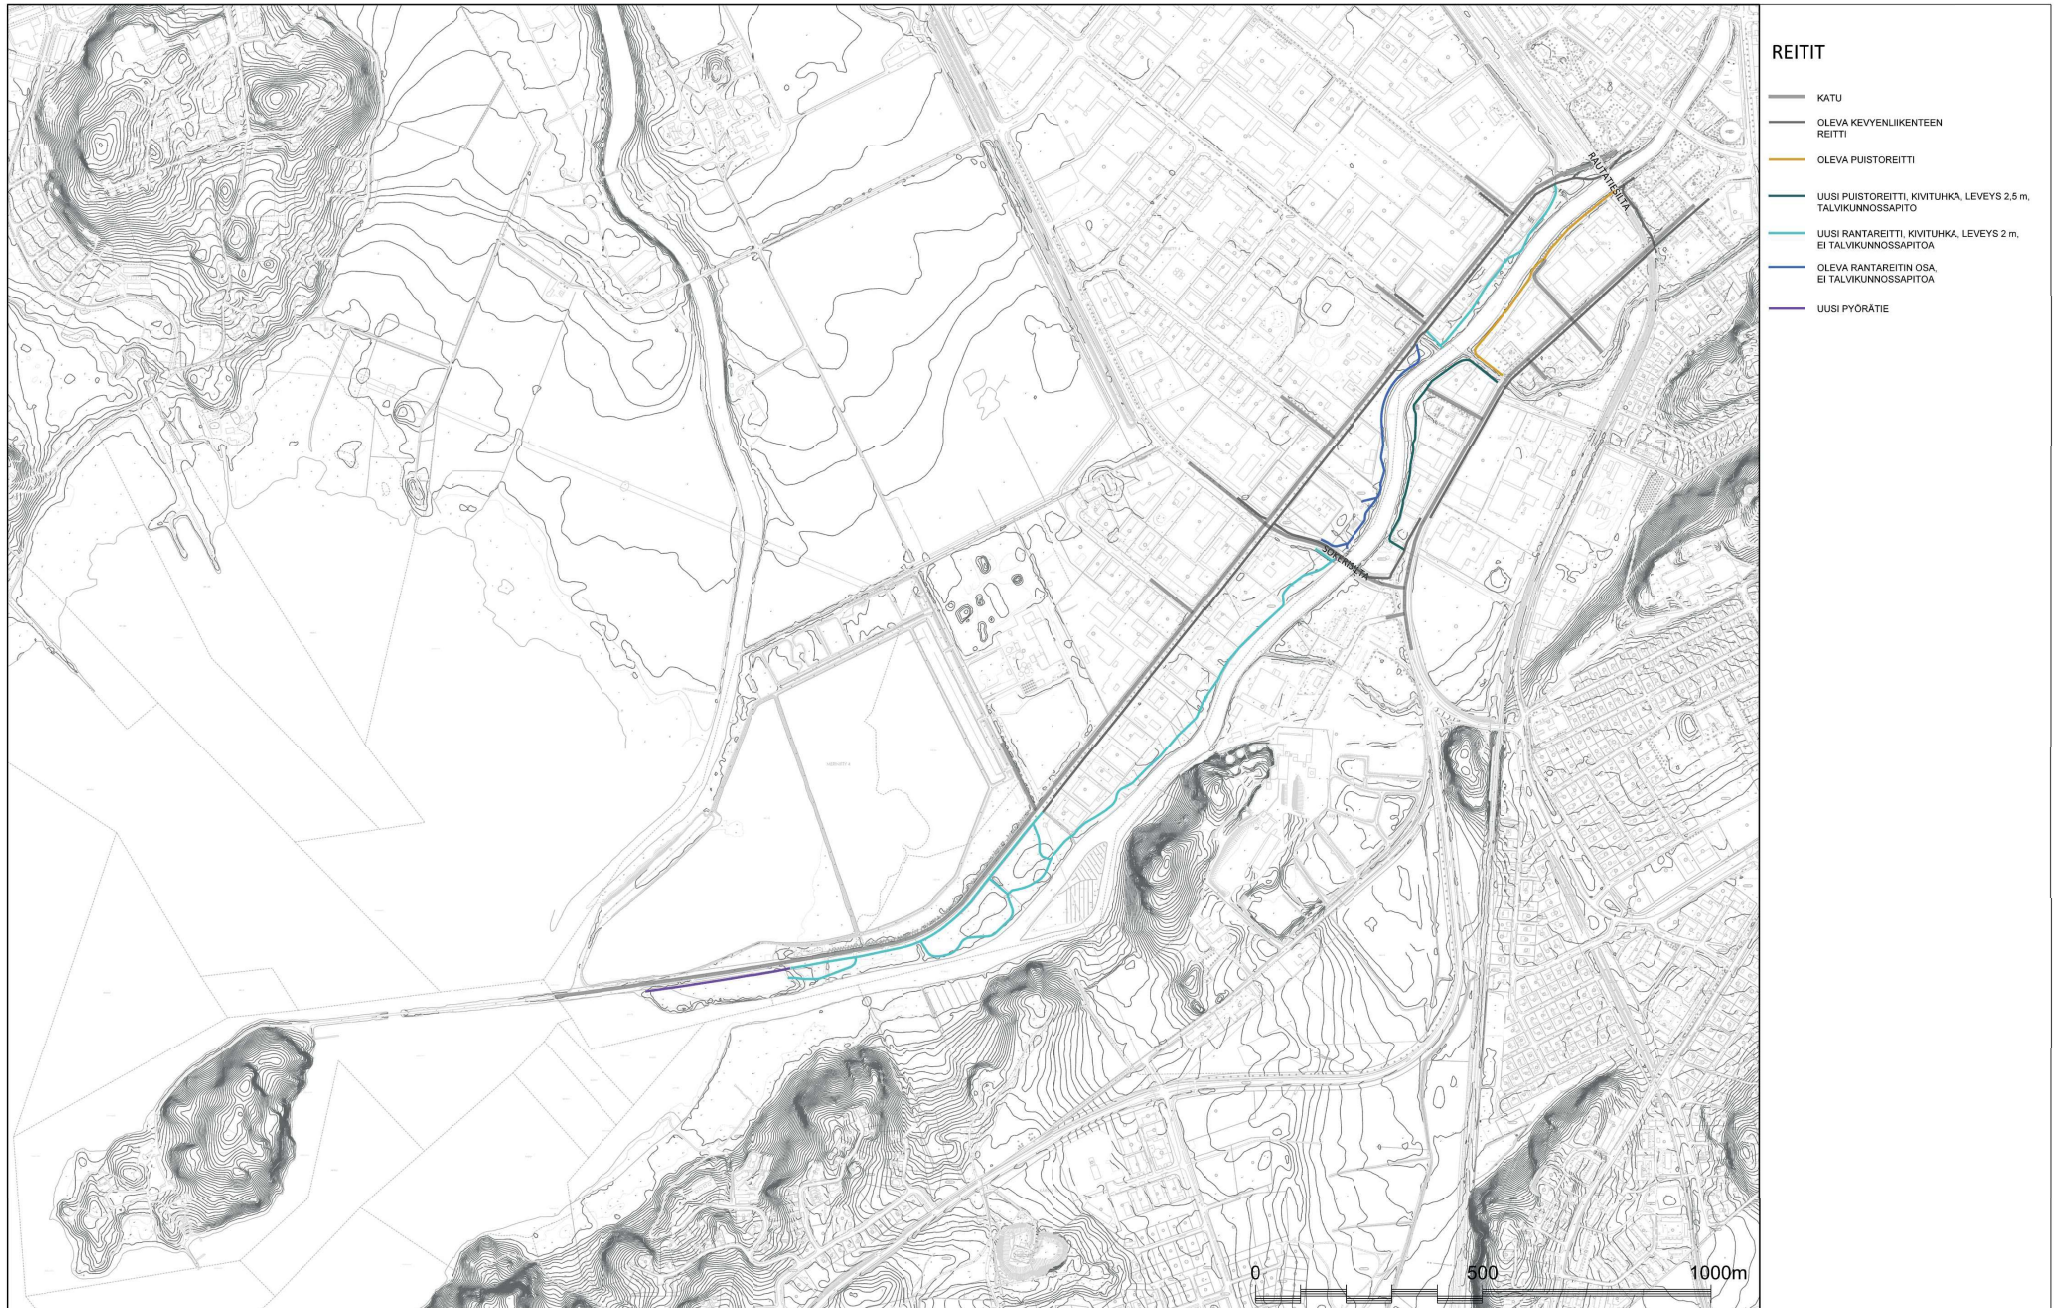 REITIT
KATU
OLEVA KEVYENLIIKENTEEN
REITTI
OLEVA PUISTOREITTI
UUSI PUISTOREITTI, KIVITUHKA, LEVEYS 2,5 m,
TALVIKUNNOSSAPITO
UUSI RANTAREITTI, KIVITUHKA, LEVEYS 2 m,
EI TALVIKUNNOSSAPITOA
OLEVA RANTAREITIN OSA,
EI TALVIKUNNOSSAPITOA
UUSI PYÖRÄTIE
RAUTATIESILTA
SOKERISILTA
0 500 1000m